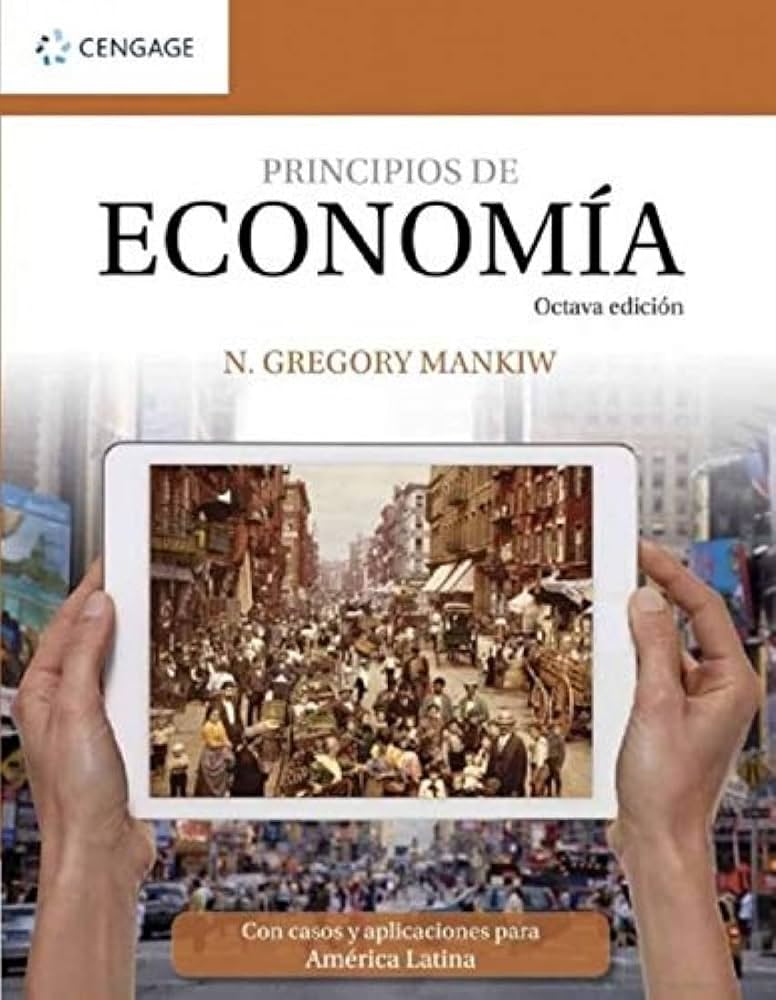 CENGAGE
PRINCIPIOS DE
ECONOMÍA
Octava edición
N. GREGORY MANKIW
Con casos y aplicaciones para
América Latina